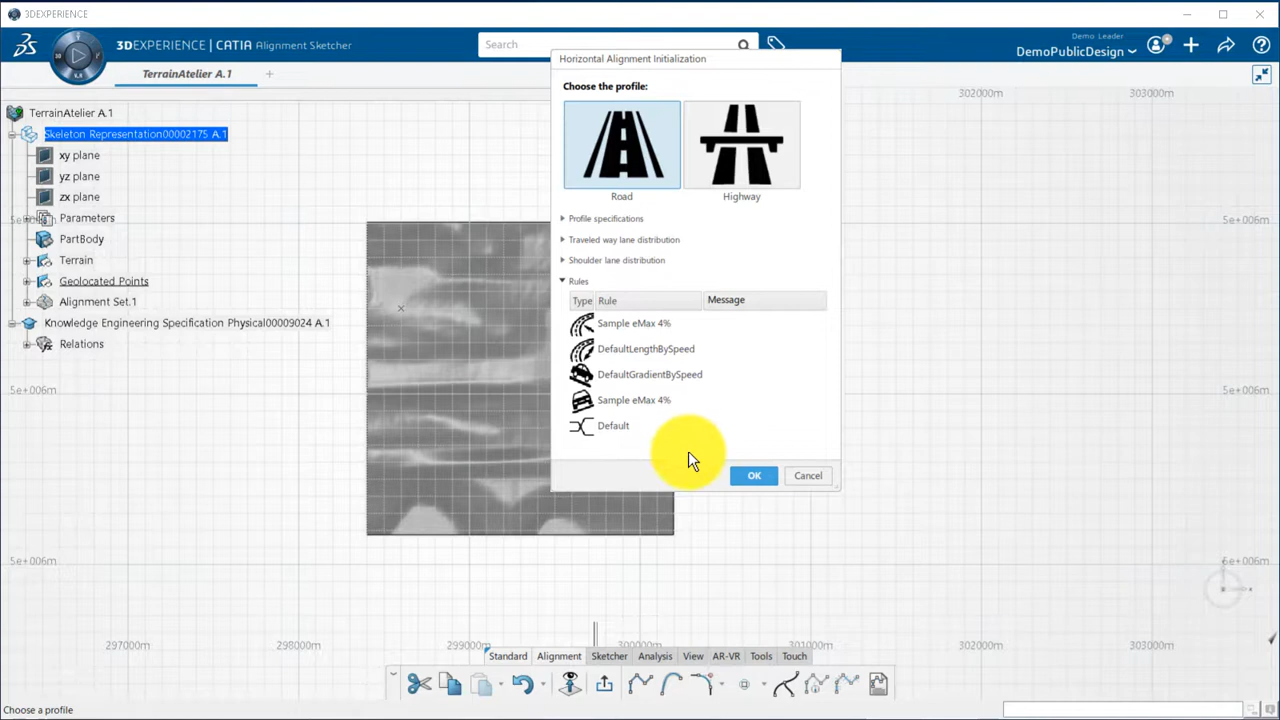 3DEXPERIENCE
3DEXPERIENCE | CATIA Alignment Sketcher
Search
Demo Leader
DemoPublicDesign
TerrainAtelier A.1
Horizontal Alignment Initialization
Choose the profile:
Road
Highway
Profile specifications
Traveled way lane distribution
Shoulder lane distribution
Rules
Type Rule Message
Sample eMax 4%
DefaultLengthBySpeed
DefaultGradientBySpeed
Sample eMax 4%
Default
OK Cancel
TerrainAtelier A.1
Skeleton Representation00002175 A.1
xy plane
yz plane
zx plane
Parameters
PartBody
Terrain
Geolocated Points
Alignment Set.1
Knowledge Engineering Specification Physical00009024 A.1
Relations
302000m 303000m
5e+006m
5e+006m
5e+006m 5e+006m
297000m 298000m 299000m 300000m 301000m 302000m 303000m
Standard Alignment Sketcher Analysis View AR-VR Tools Touch
Choose a profile